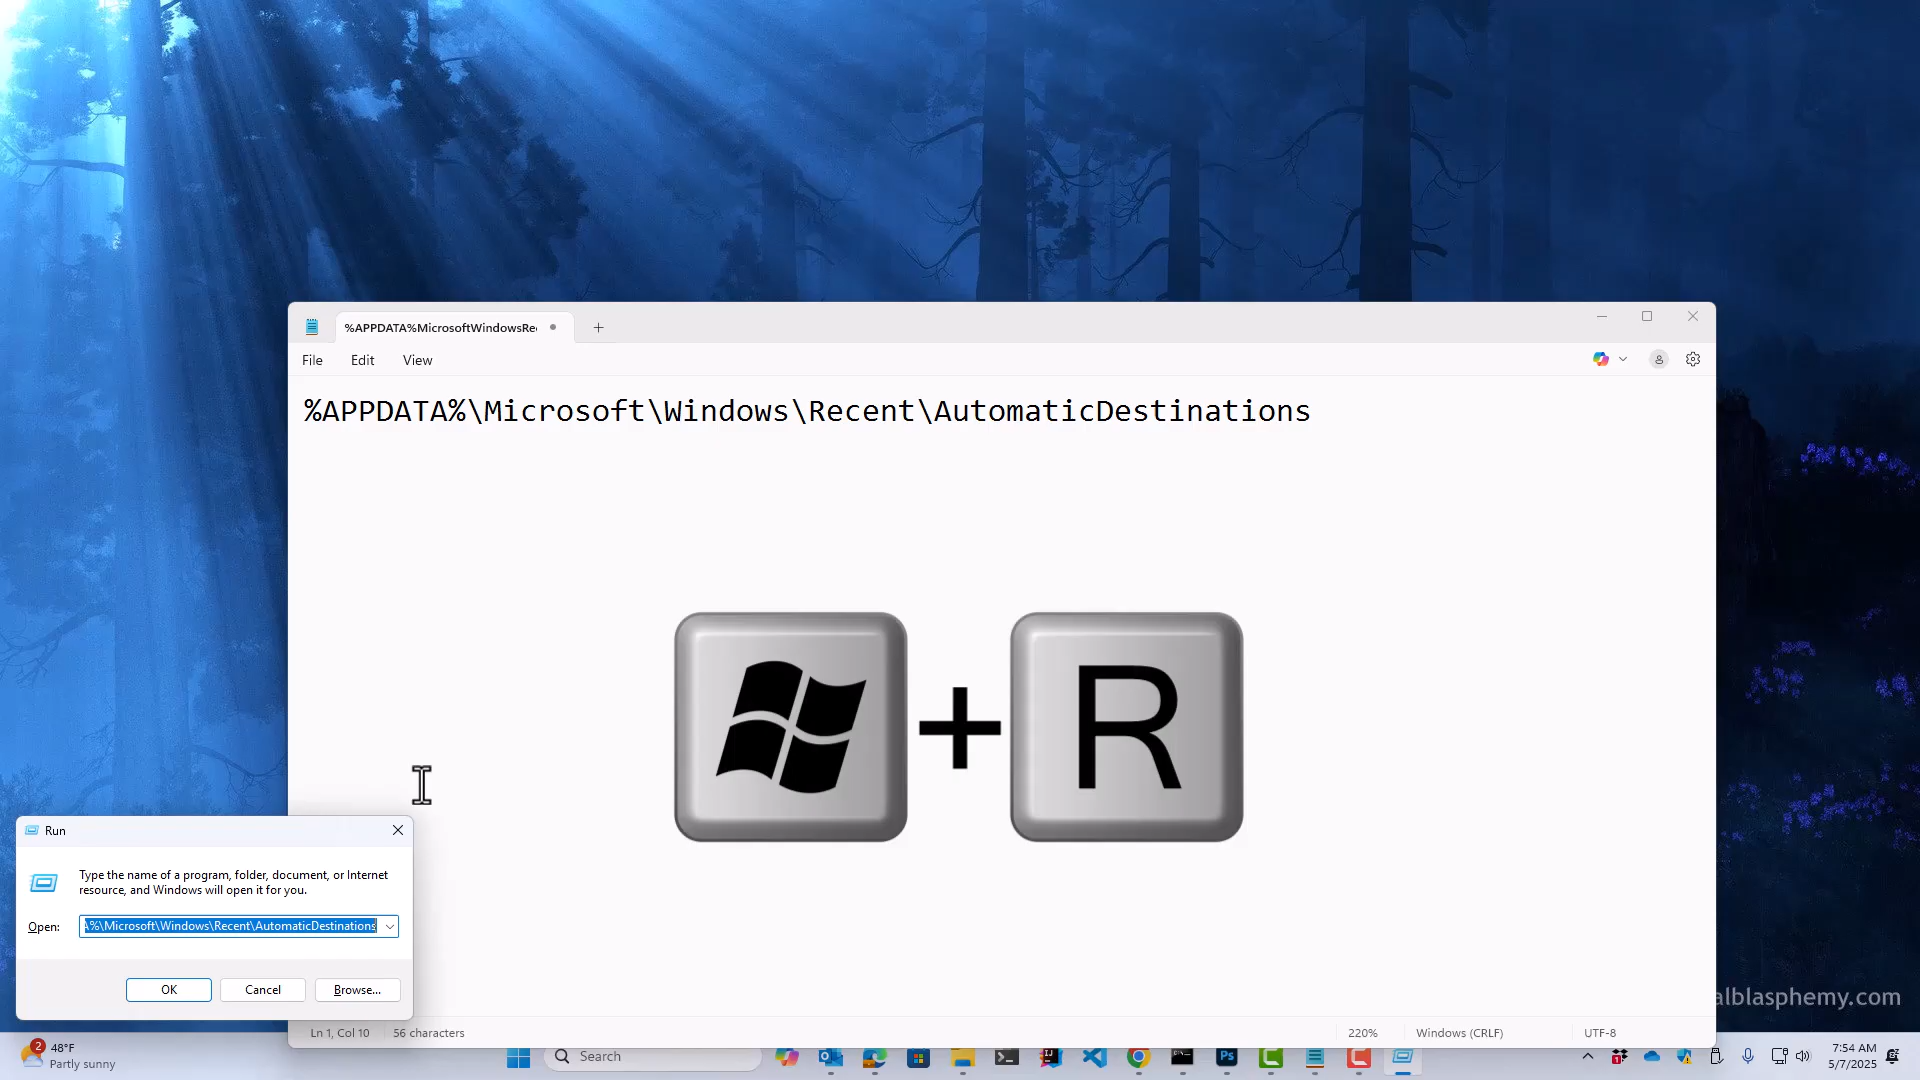 %APPDATA%MicrosoftWindowsRe
File Edit View
%APPDATA%\Microsoft\Windows\Recent\AutomaticDestinations
R
Run
Type the name of a program, folder, document, or Internet
resource, and Windows will open it for you.
Open:
A%\Microsoft\Windows\Recent\AutomaticDestinations
OK Cancel Browse...
alblasphemy.com
Ln 1, Col 10 56 characters 220% Windows (CRLF) UTF-8
2
48°F
Partly sunny
Search
1
7:54 AM
5/7/2025